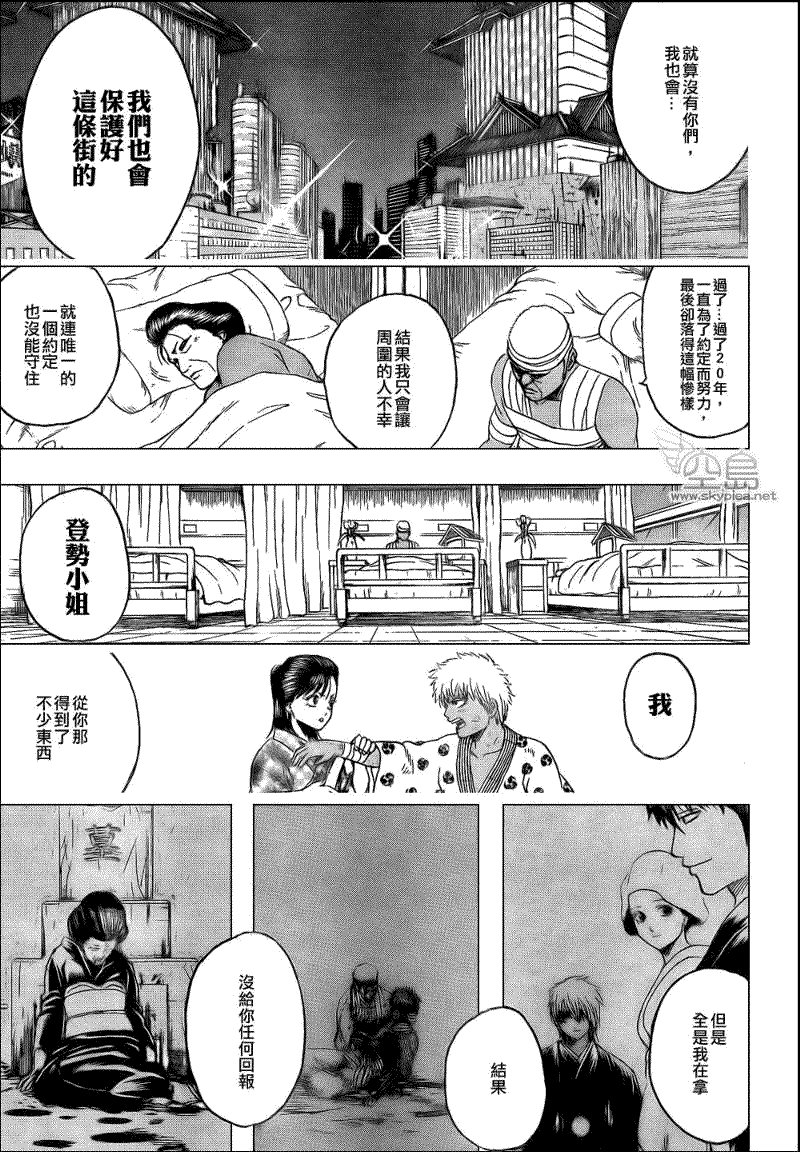 就算沒有你們，
我也會…
我們也會
保護好
這條街的
過了…過了20年，
一直為了約定而努力，
最後卻落得這幅慘樣
結果我只會讓
周圍的人不幸
就連唯一的
一個約定
也沒能守住
空島
www.skypiea.net
登勢小姐
我
從你那
得到了
不少東西
但是
全是我在拿
結果
沒給你任何回報
墓